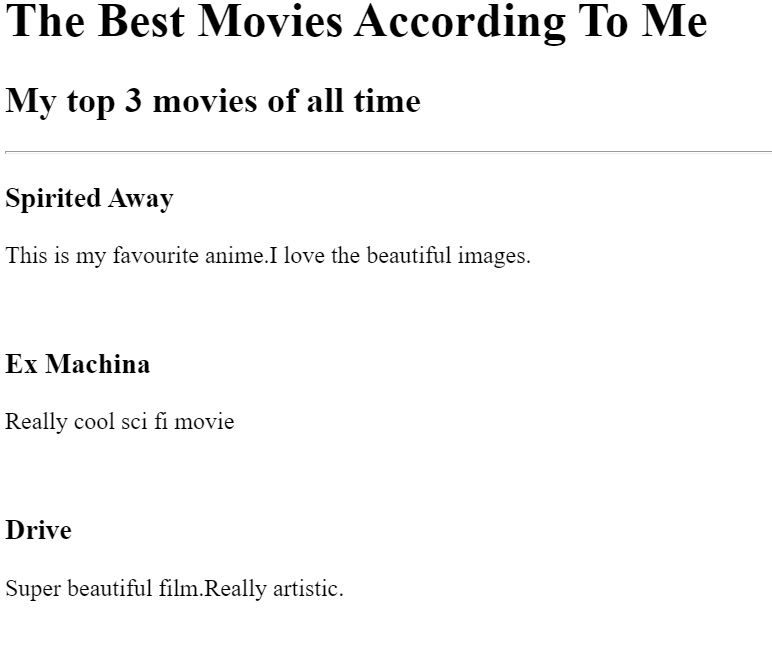 The Best Movies According To Me
My top 3 movies of all time
Spirited Away
This is my favourite anime.I love the beautiful images.
Ex Machina
Really cool sci fi movie
Drive
Super beautiful film.Really artistic.